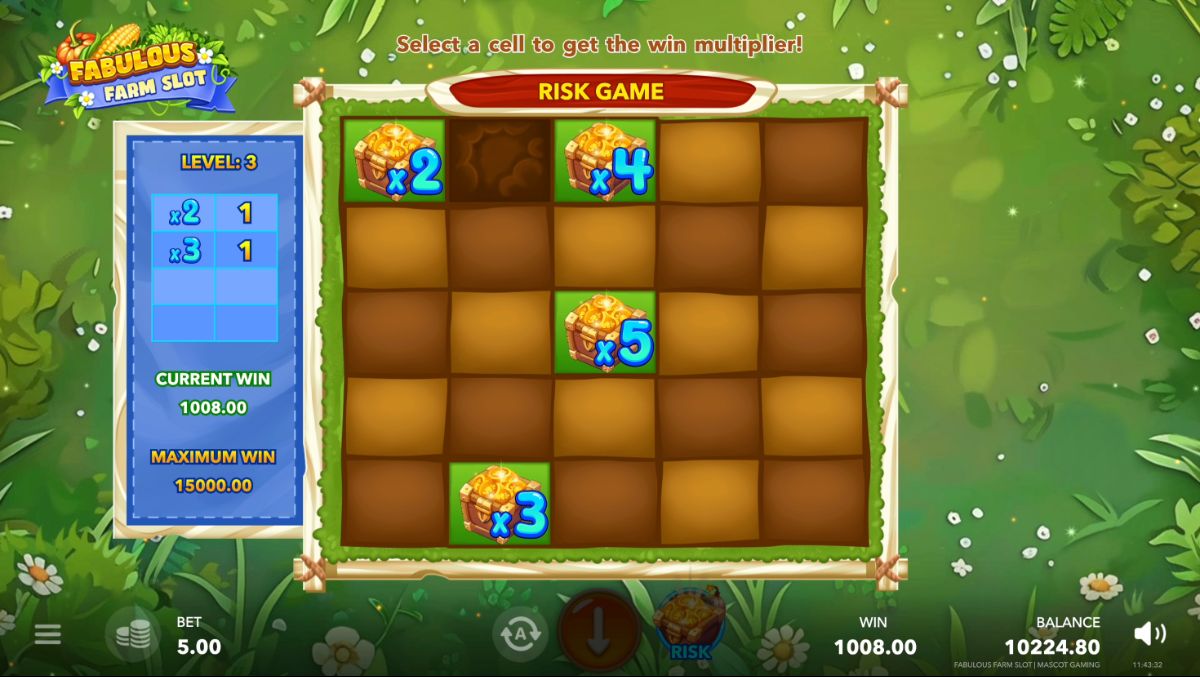 FABULOUS
FARM SLOT
Select a cell to get the win multiplier!
RISK GAME
LEVEL: 3
x2 1
x3 1
CURRENT WIN
1008.00
MAXIMUM WIN
15000.00
x2
x4
x5
x3
BET
5.00
A
RISK
WIN
1008.00
BALANCE
10224.80
FABULOUS FARM SLOT | MASCOT GAMING
11:43:32